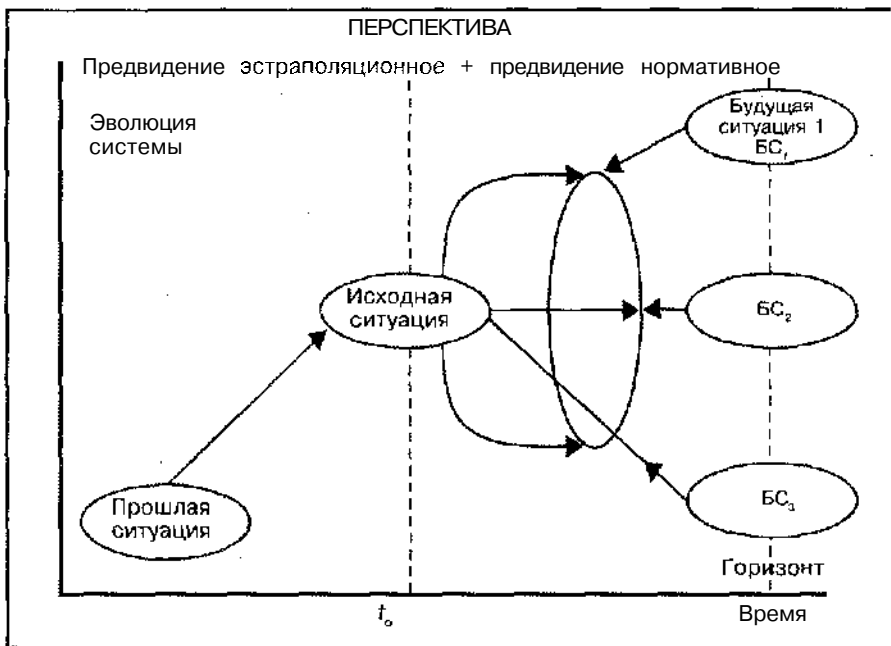 ПЕРСПЕКТИВА
Предвидение эстраполяционное + предвидение нормативное
Эволюция
системы
Будущая
ситуация 1
БС₁
Исходная
ситуация
БС₂
Прошлая
ситуация
БС₃
Горизонт
t₀
Время